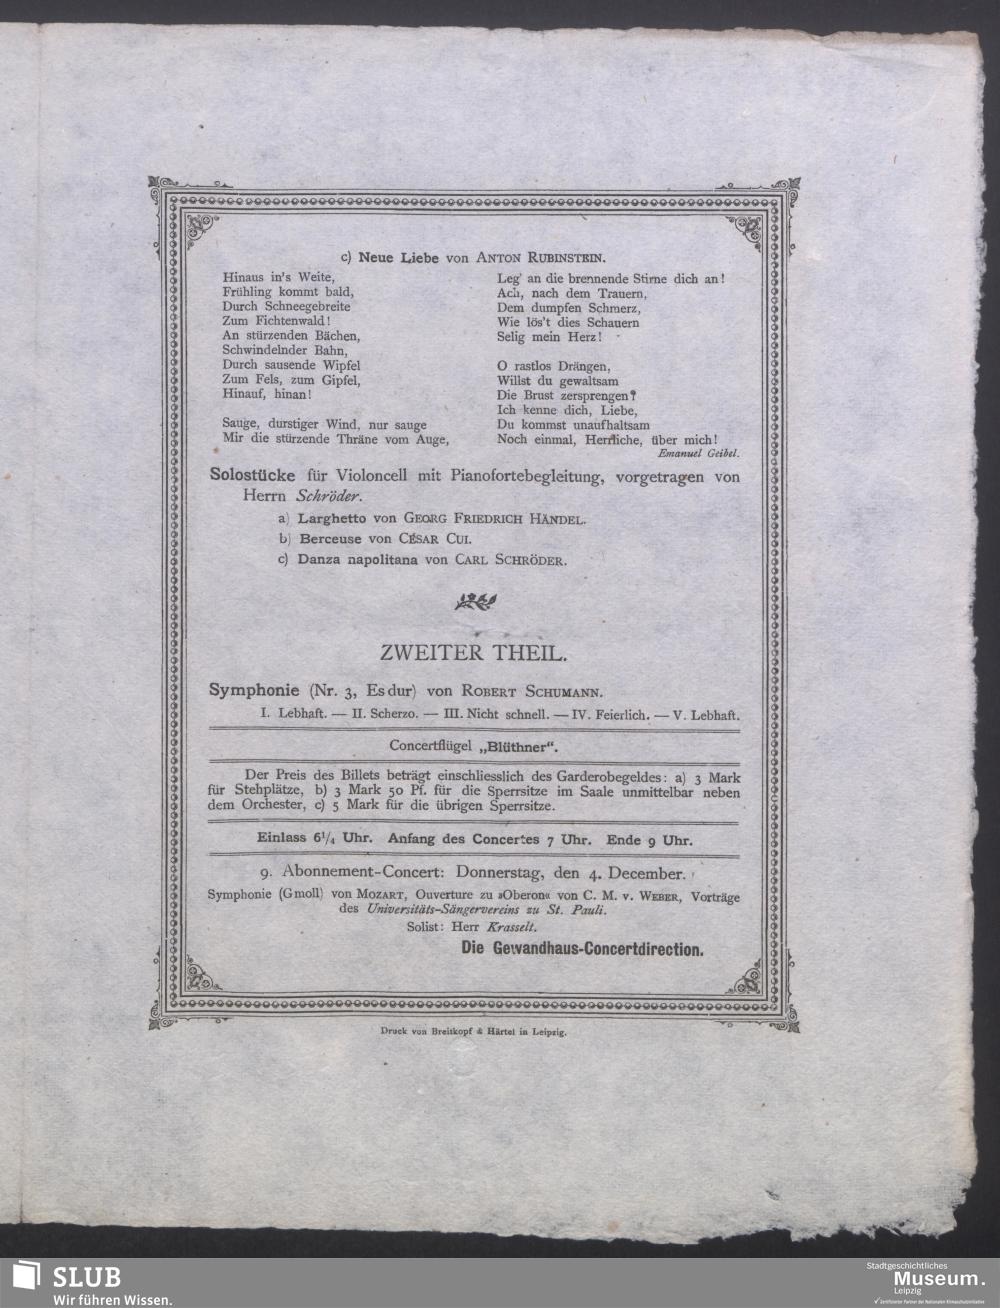 c) Neue Liebe von ANTON RUBINSTEIN.
Hinaus in's Weite,
Frühling kommt bald,
Durch Schneegebreite
Zum Fichtenwald!
An stürzenden Bächen,
Schwindelnder Bahn,
Durch sausende Wipfel
Zum Fels, zum Gipfel,
Hinauf, hinan!
Sauge, durstiger Wind, nur sauge
Mir die stürzende Thräne vom Auge,
Leg' an die brennende Stirne dich an!
Ach, nach dem Trauern,
Dem dumpfen Schmerz,
Wie lös't dies Schauern
Selig mein Herz!
O rastlos Drängen,
Willst du gewaltsam
Die Brust zersprengen?
Ich kenne dich, Liebe,
Du kommst unaufhaltsam
Noch einmal, Herrliche, über mich!
Emanuel Geibel.
Solostücke für Violoncell mit Pianofortebegleitung, vorgetragen von
Herrn Schröder.
a) Larghetto von GEORG FRIEDRICH HÄNDEL.
b) Berceuse von CÉSAR CUI.
c) Danza napolitana von CARL SCHRÖDER.
ZWEITER THEIL.
Symphonie (Nr. 3, Es dur) von ROBERT SCHUMANN.
I. Lebhaft. — II. Scherzo. — III. Nicht schnell. — IV. Feierlich. — V. Lebhaft.
Concertflügel „Blüthner“.
Der Preis des Billets beträgt einschliesslich des Garderobegeldes: a) 3 Mark
für Stehplätze, b) 3 Mark 50 Pf. für die Sperrsitze im Saale unmittelbar neben
dem Orchester, c) 5 Mark für die übrigen Sperrsitze.
Einlass 6¼ Uhr. Anfang des Concertes 7 Uhr. Ende 9 Uhr.
9. Abonnement-Concert: Donnerstag, den 4. December.
Symphonie (G moll) von MOZART, Ouverture zu »Oberon« von C. M. v. WEBER, Vorträge
des Universitäts-Sängervereins zu St. Pauli.
Solist: Herr Krasselt.
Die Gewandhaus-Concertdirection.
Druck von Breitkopf & Härtel in Leipzig.
SLUB
Wir führen Wissen.
Stadtgeschichtliches
Museum.
Leipzig
✓ Zertifizierter Partner der Nationalen Klimaschutzinitiative